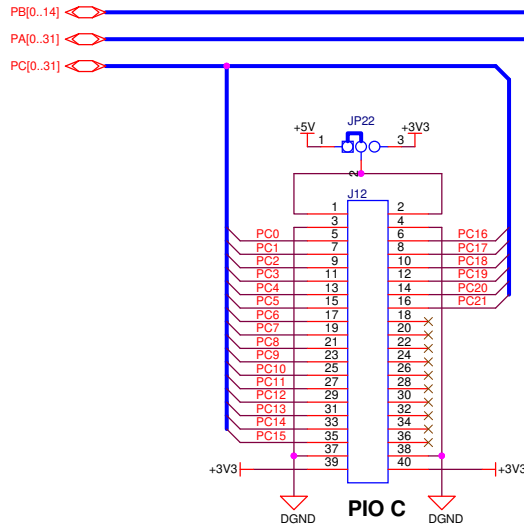 PB[0..14]
PA[0..31]
PC[0..31]
JP22
+5V +3V3
1 3
2
J12
1 2
3 4
PC0 5 6 PC16
PC1 7 8 PC17
PC2 9 10 PC18
PC3 11 12 PC19
PC4 13 14 PC20
PC5 15 16 PC21
PC6 17 18
PC7 19 20
PC8 21 22
PC9 23 24
PC10 25 26
PC11 27 28
PC12 29 30
PC13 31 32
PC14 33 34
PC15 35 36
37 38
+3V3 39 40 +3V3
PIO C
DGND DGND